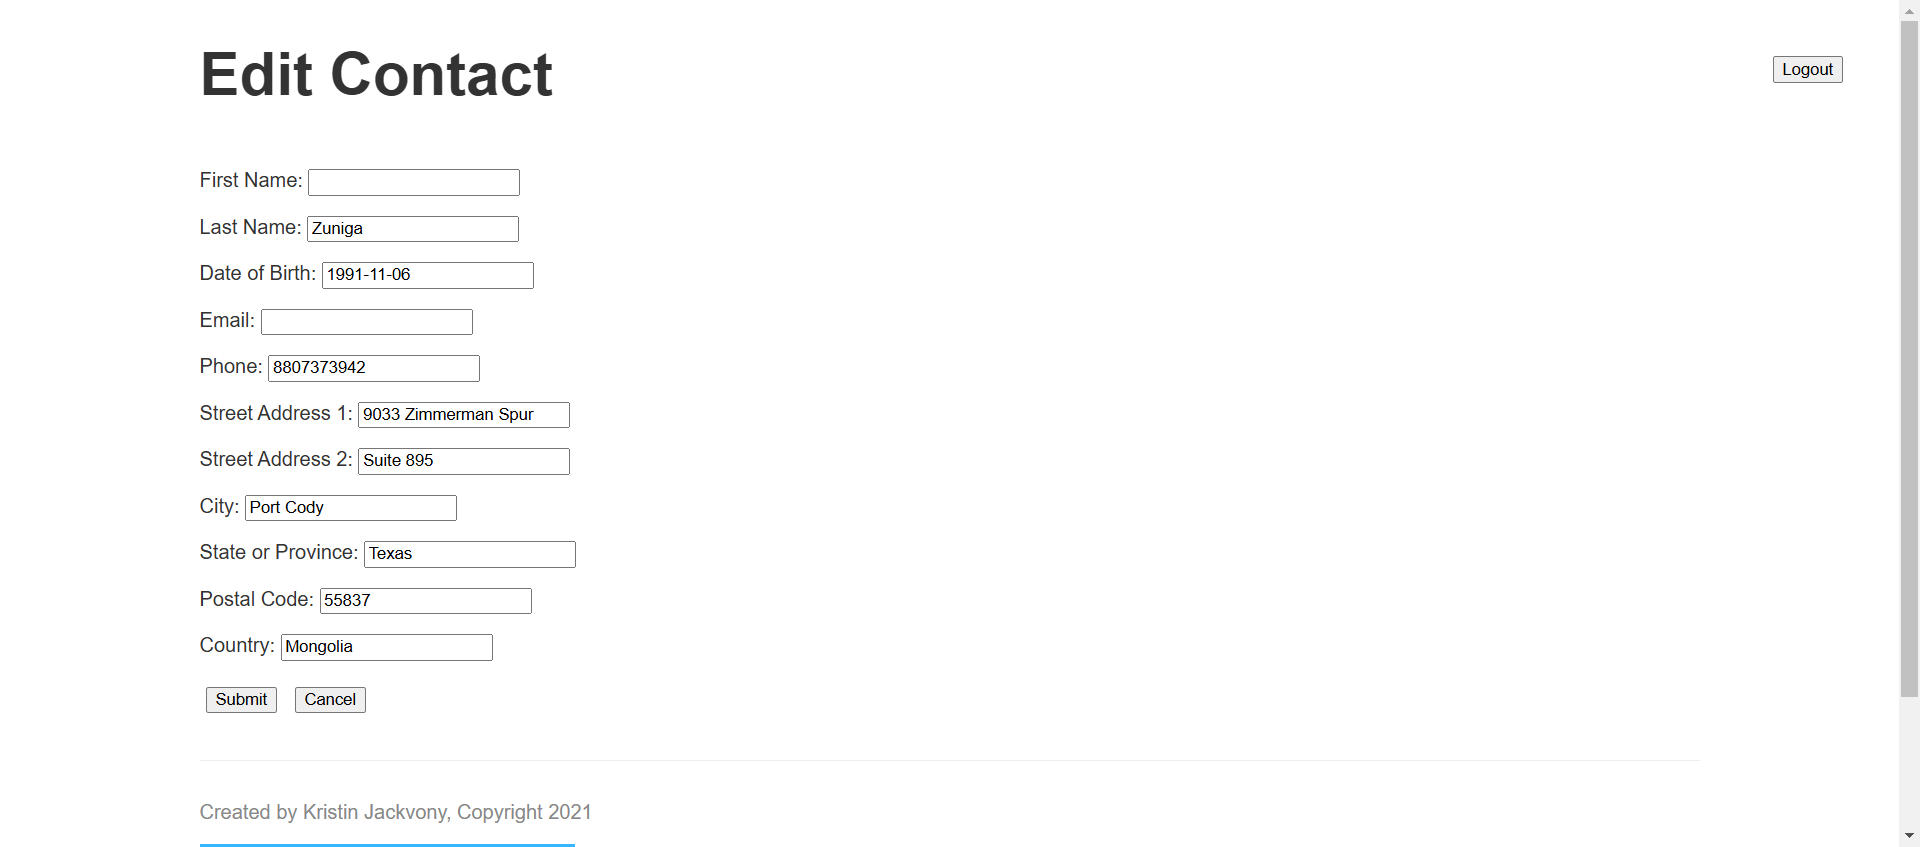 Edit Contact
Logout
First Name:
Last Name: Zuniga
Date of Birth: 1991-11-06
Email:
Phone: 8807373942
Street Address 1: 9033 Zimmerman Spur
Street Address 2: Suite 895
City: Port Cody
State or Province: Texas
Postal Code: 55837
Country: Mongolia
Submit Cancel
Created by Kristin Jackvony, Copyright 2021